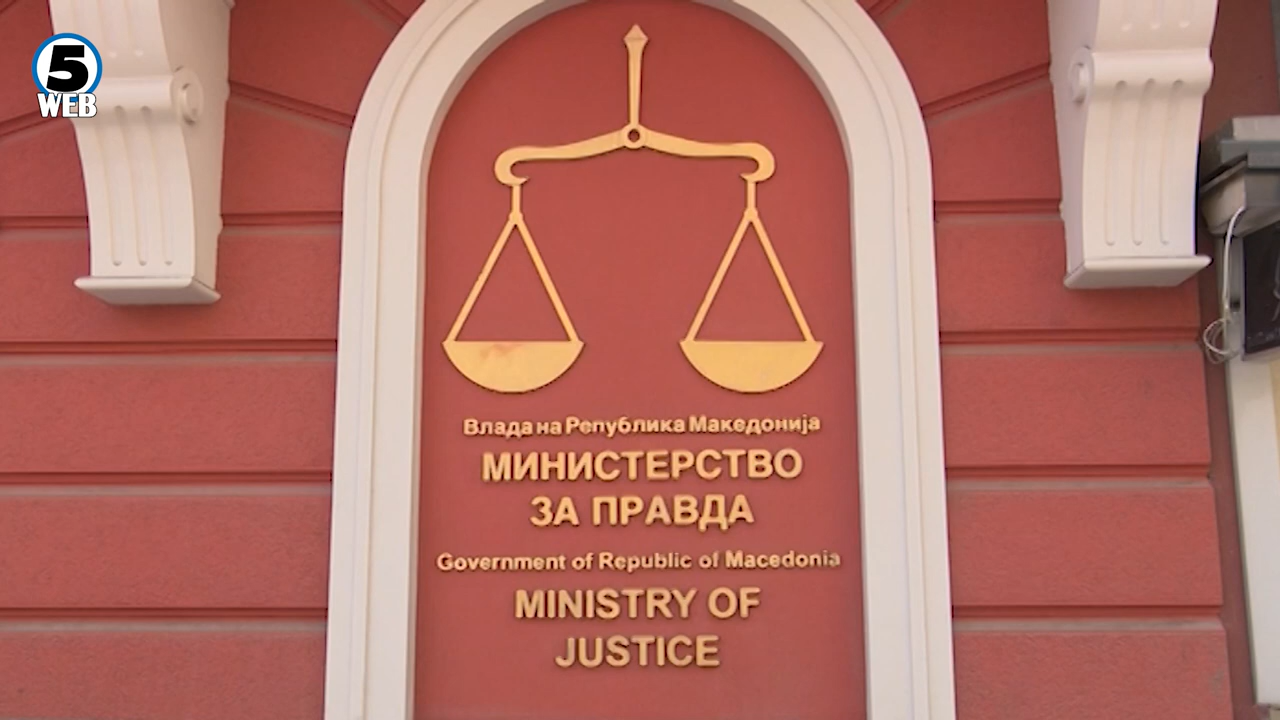 5
WEB
Влада на Република Македонија
МИНИСТЕРСТВО
ЗА ПРАВДА
Government of Republic of Macedonia
MINISTRY OF
JUSTICE